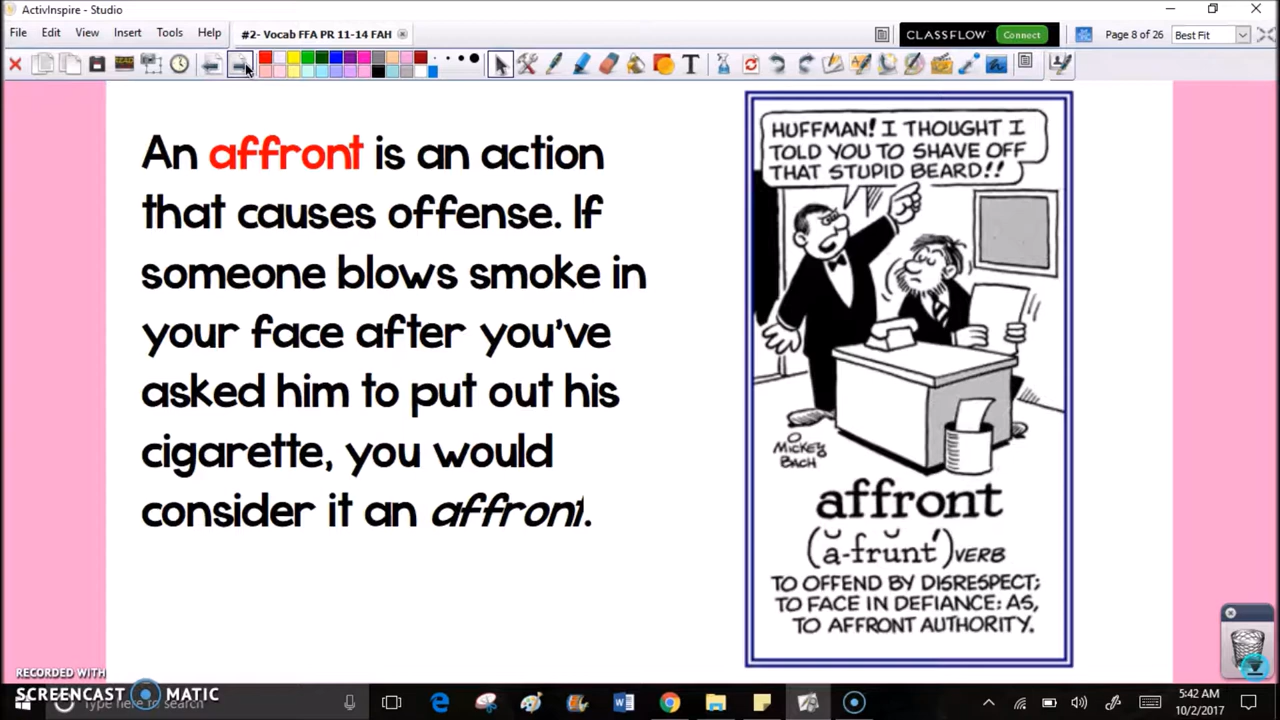 ActivInspire - Studio
File Edit View Insert Tools Help #2- Vocab FFA PR 11-14 FAH
CLASSFLOW Connect Page 8 of 26 Best Fit
An affront is an action
that causes offense. If
someone blows smoke in
your face after you've
asked him to put out his
cigarette, you would
consider it an affront.
HUFFMAN! I THOUGHT I
TOLD YOU TO SHAVE OFF
THAT STUPID BEARD!!
MICKEY
BACH
affront
(ă-frŭnt′) VERB
TO OFFEND BY DISRESPECT;
TO FACE IN DEFIANCE: AS,
TO AFFRONT AUTHORITY.
RECORDED WITH
SCREENCAST MATIC
Type here to search
5:42 AM
10/2/2017